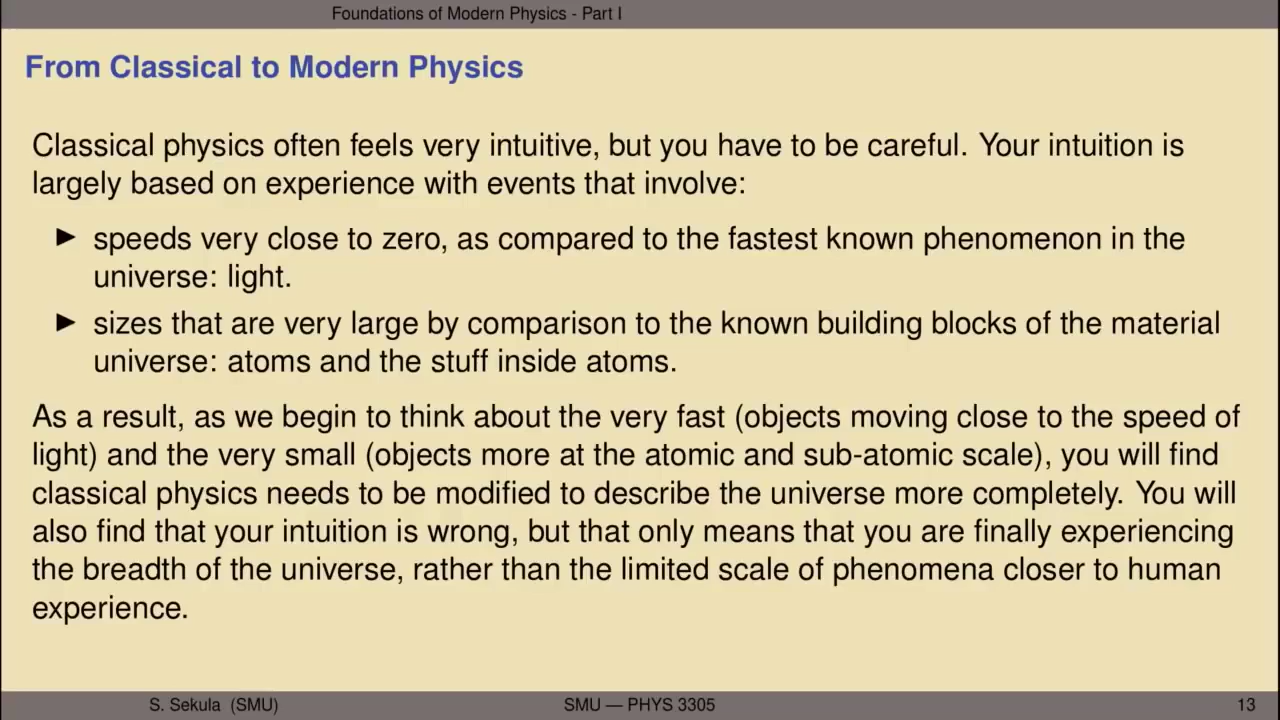 Foundations of Modern Physics - Part I
From Classical to Modern Physics
Classical physics often feels very intuitive, but you have to be careful. Your intuition is
largely based on experience with events that involve:
▶ speeds very close to zero, as compared to the fastest known phenomenon in the
universe: light.
▶ sizes that are very large by comparison to the known building blocks of the material
universe: atoms and the stuff inside atoms.
As a result, as we begin to think about the very fast (objects moving close to the speed of
light) and the very small (objects more at the atomic and sub-atomic scale), you will find
classical physics needs to be modified to describe the universe more completely. You will
also find that your intuition is wrong, but that only means that you are finally experiencing
the breadth of the universe, rather than the limited scale of phenomena closer to human
experience.
S. Sekula (SMU) SMU — PHYS 3305 13